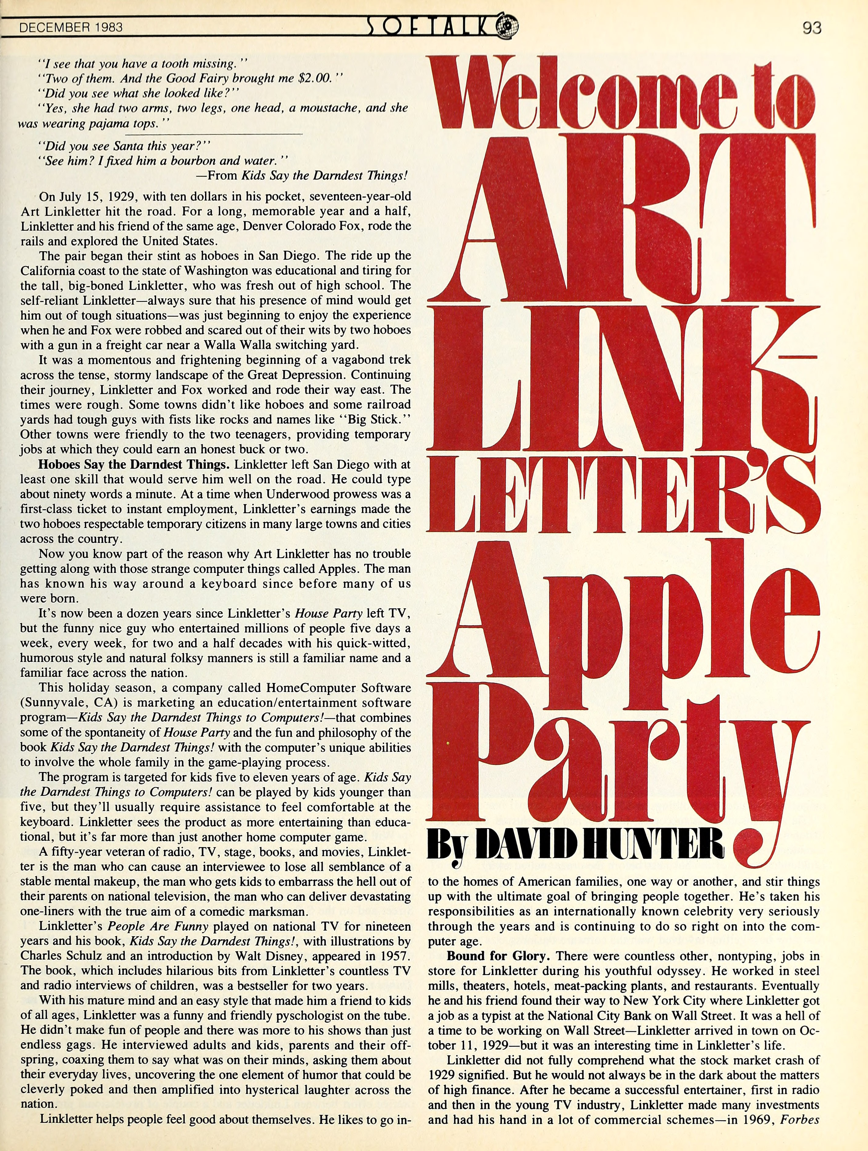 DECEMBER 1983
SOFTALK
93
"I see that you have a tooth missing."
"Two of them. And the Good Fairy brought me $2.00."
"Did you see what she looked like?"
"Yes, she had two arms, two legs, one head, a moustache, and she
was wearing pajama tops."
"Did you see Santa this year?"
"See him? I fixed him a bourbon and water."
—From Kids Say the Darndest Things!
On July 15, 1929, with ten dollars in his pocket, seventeen-year-old
Art Linkletter hit the road. For a long, memorable year and a half,
Linkletter and his friend of the same age, Denver Colorado Fox, rode the
rails and explored the United States.
The pair began their stint as hoboes in San Diego. The ride up the
California coast to the state of Washington was educational and tiring for
the tall, big-boned Linkletter, who was fresh out of high school. The
self-reliant Linkletter—always sure that his presence of mind would get
him out of tough situations—was just beginning to enjoy the experience
when he and Fox were robbed and scared out of their wits by two hoboes
with a gun in a freight car near a Walla Walla switching yard.
It was a momentous and frightening beginning of a vagabond trek
across the tense, stormy landscape of the Great Depression. Continuing
their journey, Linkletter and Fox worked and rode their way east. The
times were rough. Some towns didn't like hoboes and some railroad
yards had tough guys with fists like rocks and names like "Big Stick."
Other towns were friendly to the two teenagers, providing temporary
jobs at which they could earn an honest buck or two.
Hoboes Say the Darndest Things. Linkletter left San Diego with at
least one skill that would serve him well on the road. He could type
about ninety words a minute. At a time when Underwood prowess was a
first-class ticket to instant employment, Linkletter's earnings made the
two hoboes respectable temporary citizens in many large towns and cities
across the country.
Now you know part of the reason why Art Linkletter has no trouble
getting along with those strange computer things called Apples. The man
has known his way around a keyboard since before many of us
were born.
It's now been a dozen years since Linkletter's House Party left TV,
but the funny nice guy who entertained millions of people five days a
week, every week, for two and a half decades with his quick-witted,
humorous style and natural folksy manners is still a familiar name and a
familiar face across the nation.
This holiday season, a company called HomeComputer Software
(Sunnyvale, CA) is marketing an education/entertainment software
program—Kids Say the Darndest Things to Computers!—that combines
some of the spontaneity of House Party and the fun and philosophy of the
book Kids Say the Darndest Things! with the computer's unique abilities
to involve the whole family in the game-playing process.
The program is targeted for kids five to eleven years of age. Kids Say
the Darndest Things to Computers! can be played by kids younger than
five, but they'll usually require assistance to feel comfortable at the
keyboard. Linkletter sees the product as more entertaining than educa-
tional, but it's far more than just another home computer game.
A fifty-year veteran of radio, TV, stage, books, and movies, Linklet-
ter is the man who can cause an interviewee to lose all semblance of a
stable mental makeup, the man who gets kids to embarrass the hell out of
their parents on national television, the man who can deliver devastating
one-liners with the true aim of a comedic marksman.
Linkletter's People Are Funny played on national TV for nineteen
years and his book, Kids Say the Darndest Things!, with illustrations by
Charles Schulz and an introduction by Walt Disney, appeared in 1957.
The book, which includes hilarious bits from Linkletter's countless TV
and radio interviews of children, was a bestseller for two years.
With his mature mind and an easy style that made him a friend to kids
of all ages, Linkletter was a funny and friendly pyschologist on the tube.
He didn't make fun of people and there was more to his shows than just
endless gags. He interviewed adults and kids, parents and their off-
spring, coaxing them to say what was on their minds, asking them about
their everyday lives, uncovering the one element of humor that could be
cleverly poked and then amplified into hysterical laughter across the
nation.
Linkletter helps people feel good about themselves. He likes to go in-
Welcome to
ART
LINK-
LETTER'S
Apple
Party
By DAVID HUNTER
to the homes of American families, one way or another, and stir things
up with the ultimate goal of bringing people together. He's taken his
responsibilities as an internationally known celebrity very seriously
through the years and is continuing to do so right on into the com-
puter age.
Bound for Glory. There were countless other, nontyping, jobs in
store for Linkletter during his youthful odyssey. He worked in steel
mills, theaters, hotels, meat-packing plants, and restaurants. Eventually
he and his friend found their way to New York City where Linkletter got
a job as a typist at the National City Bank on Wall Street. It was a hell of
a time to be working on Wall Street—Linkletter arrived in town on Oc-
tober 11, 1929—but it was an interesting time in Linkletter's life.
Linkletter did not fully comprehend what the stock market crash of
1929 signified. But he would not always be in the dark about the matters
of high finance. After he became a successful entertainer, first in radio
and then in the young TV industry, Linkletter made many investments
and had his hand in a lot of commercial schemes—in 1969, Forbes